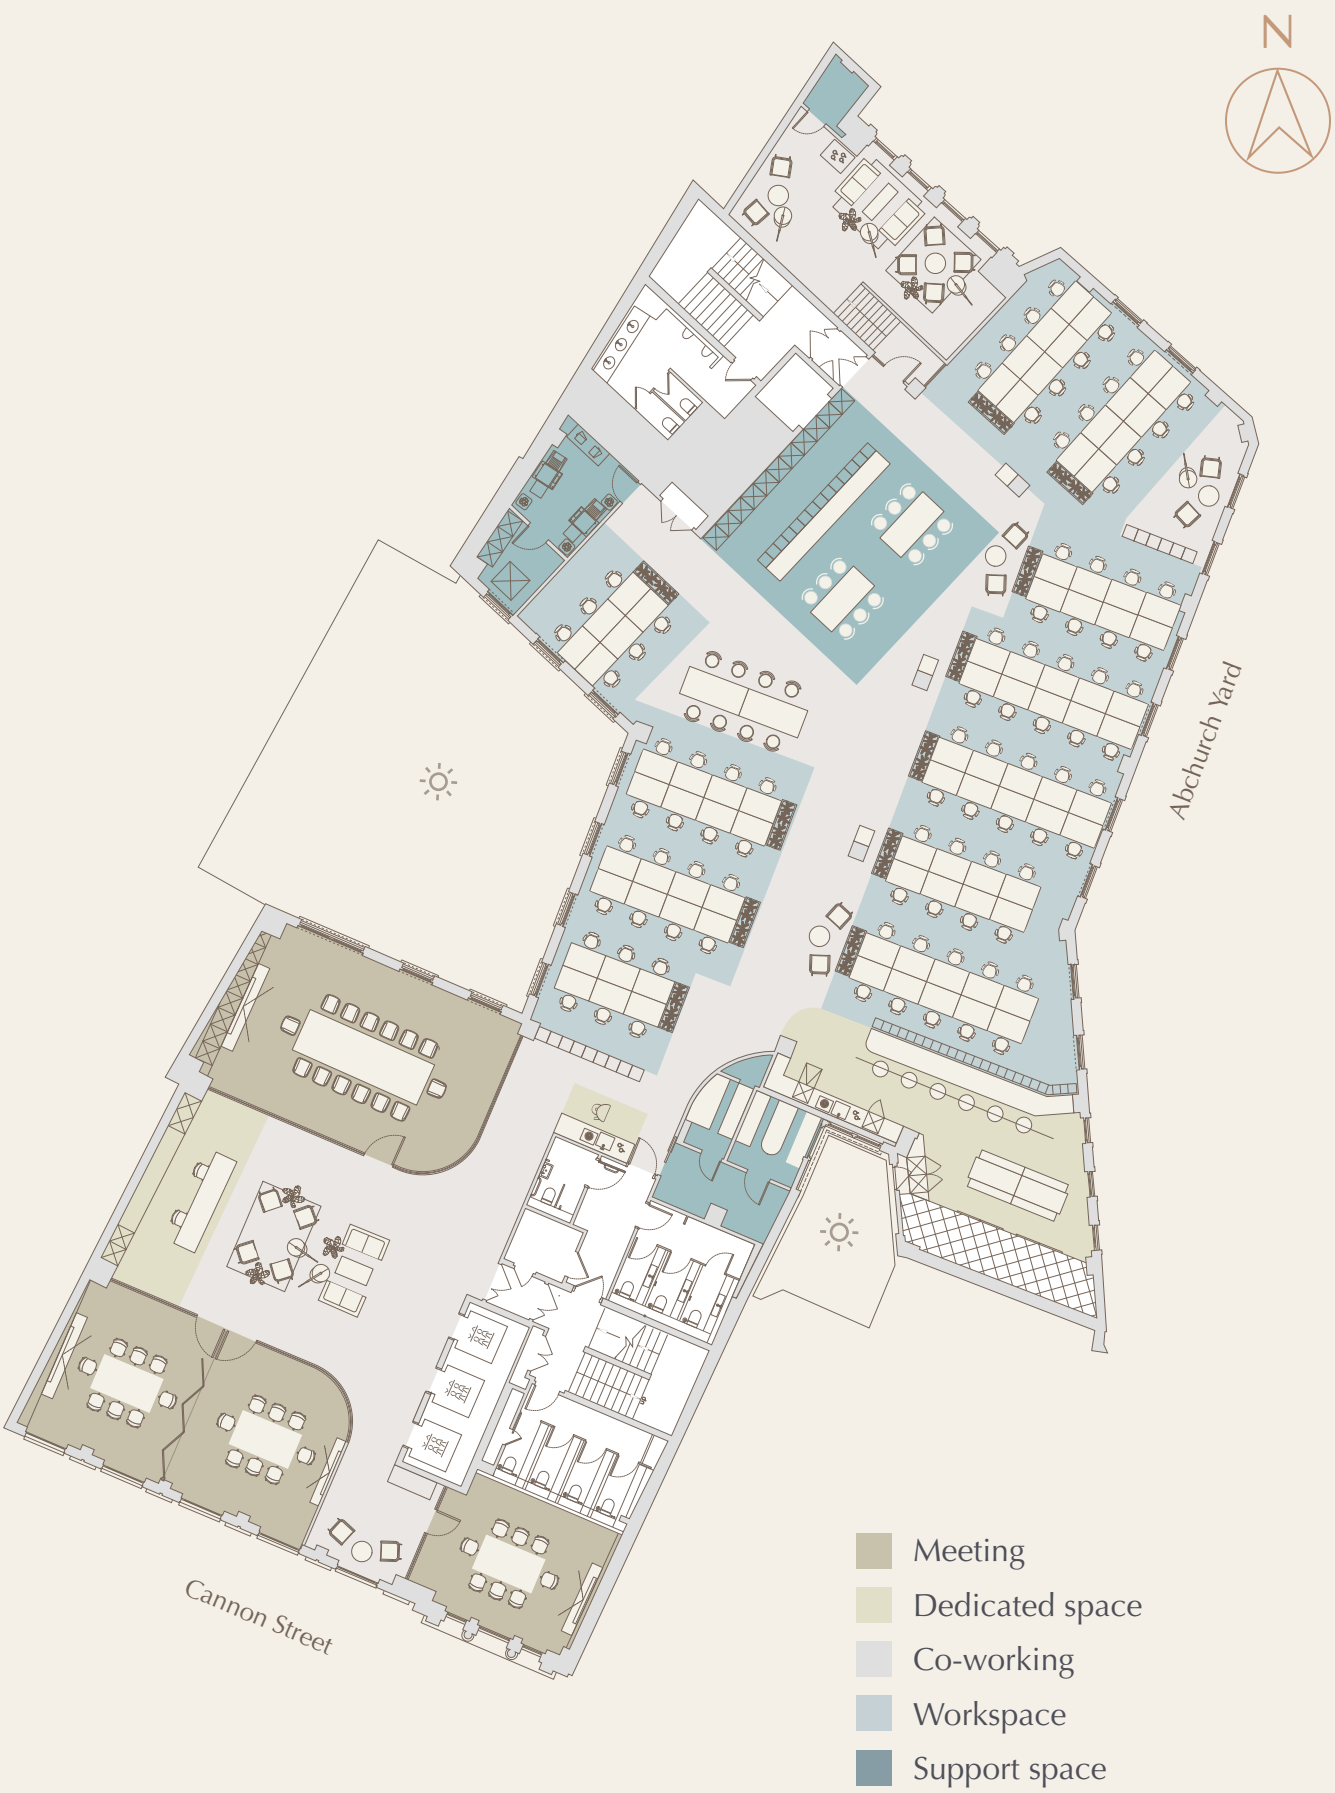 N
Abchurch Yard
Cannon Street
Meeting
Dedicated space
Co-working
Workspace
Support space